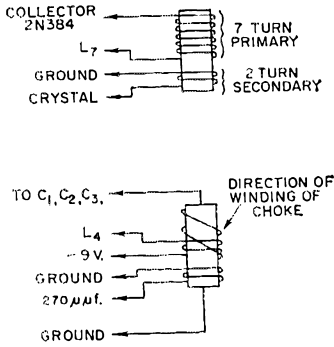 COLLECTOR
2N384
7 TURN
PRIMARY
L7
GROUND
2 TURN
SECONDARY
CRYSTAL
DIRECTION OF
WINDING OF
CHOKE
TO C1, C2, C3,
L4
-9 V.
GROUND
270 μμf.
GROUND